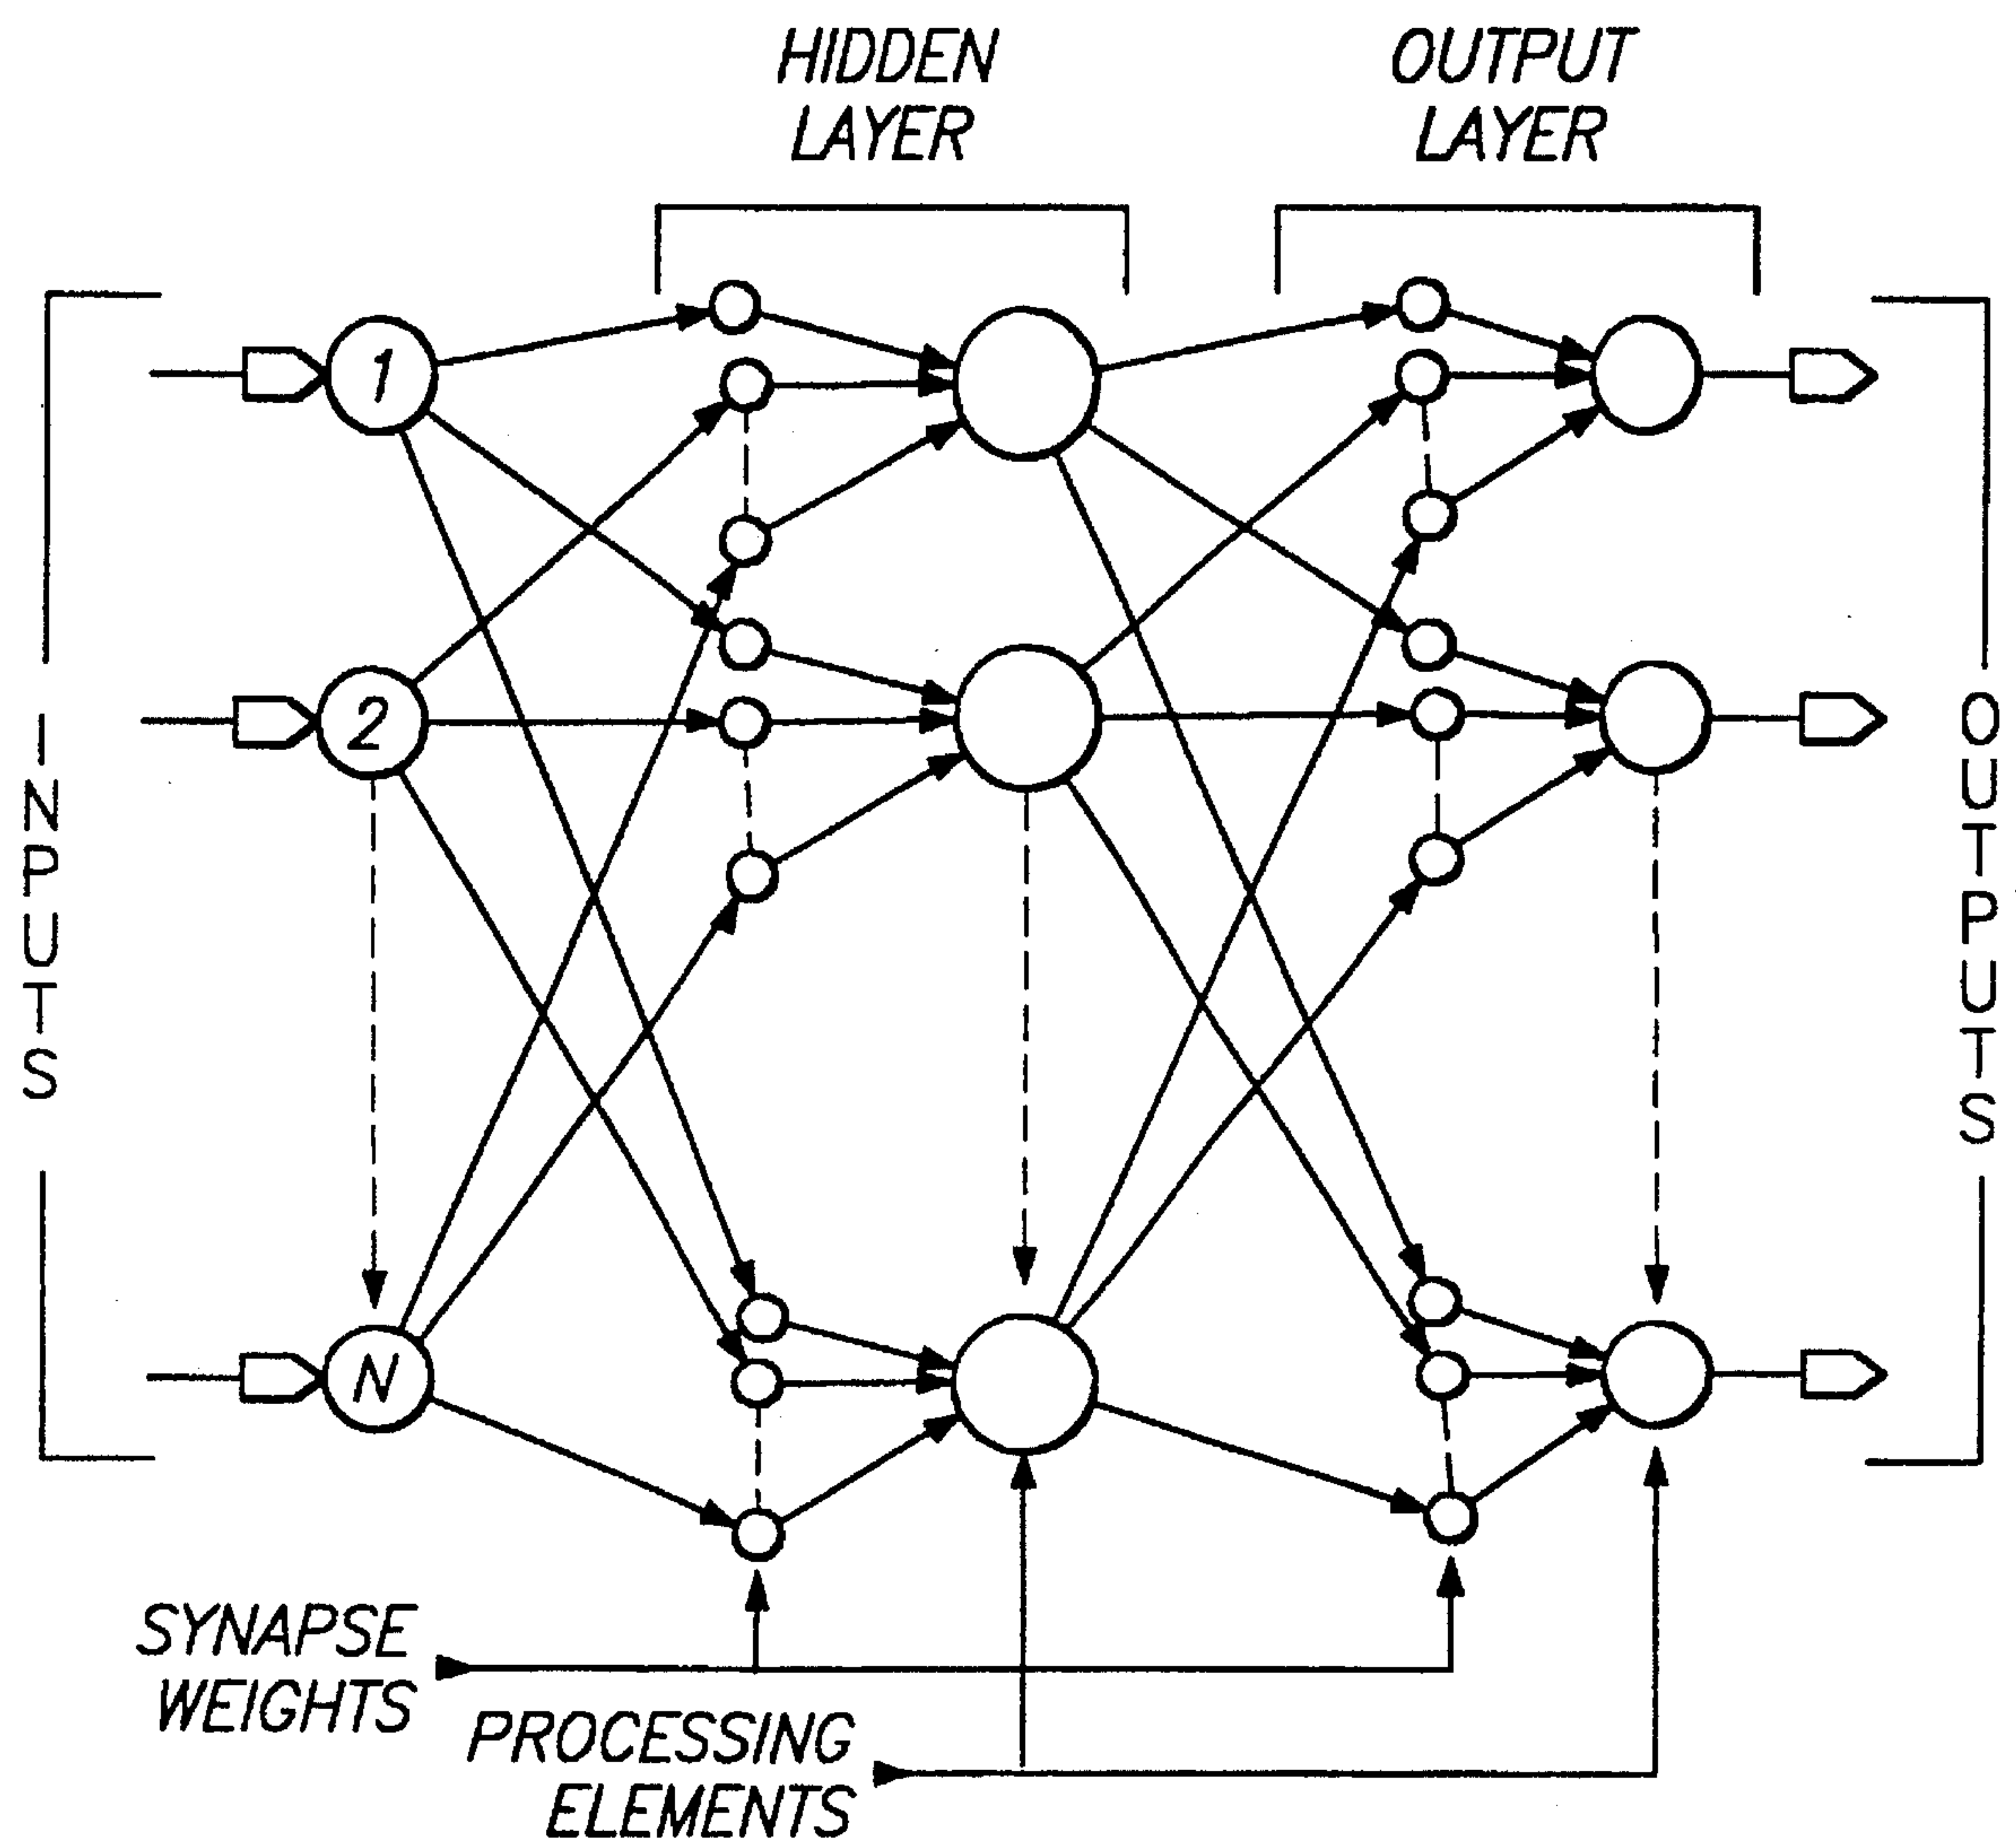 HIDDEN
LAYER
OUTPUT
LAYER
INPUTS
1
2
N
OUTPUTS
SYNAPSE
WEIGHTS
PROCESSING
ELEMENTS